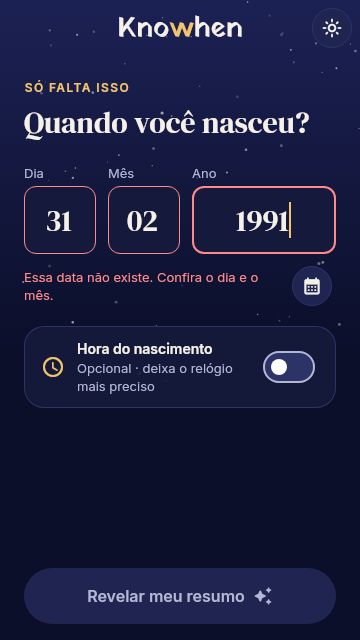 Knowhen
SÓ FALTA ISSO
Quando você nasceu?
Dia Mês Ano
31 02 1991
Essa data não existe. Confira o dia e o
mês.
Hora do nascimento
Opcional · deixa o relógio
mais preciso
Revelar meu resumo